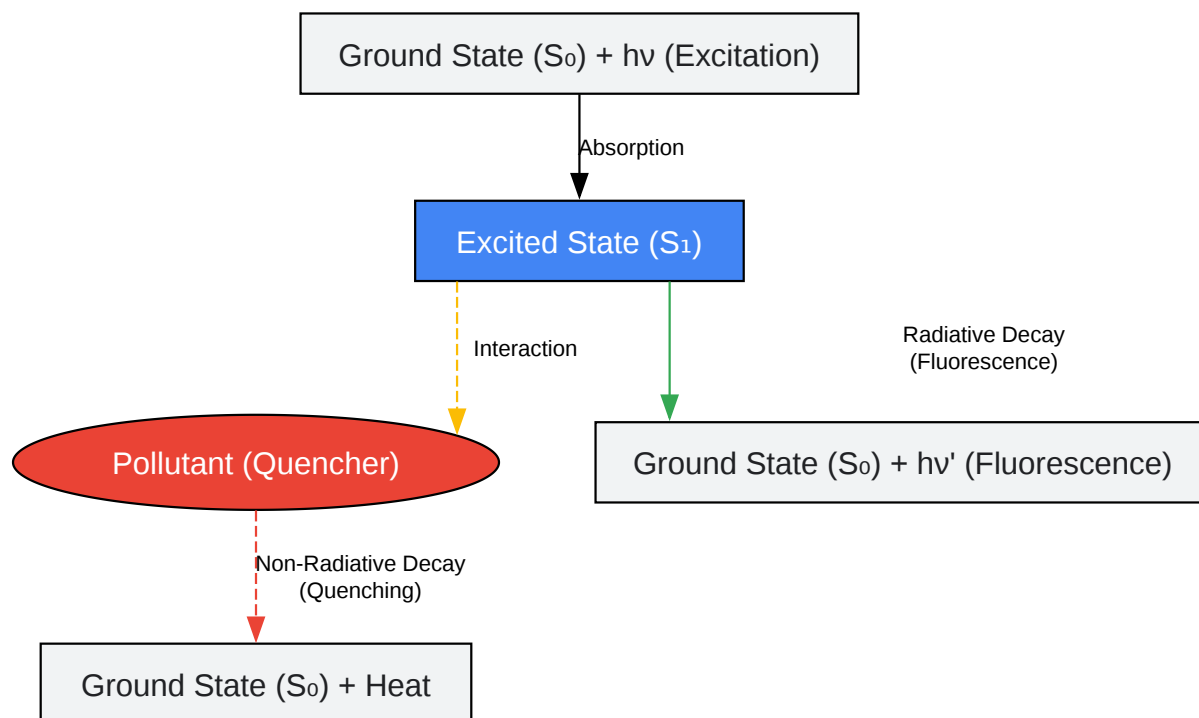 Ground State (S₀) + hν (Excitation)
Absorption
Excited State (S₁)
Interaction
Radiative Decay
(Fluorescence)
Pollutant (Quencher)
Ground State (S₀) + hν' (Fluorescence)
Non-Radiative Decay
(Quenching)
Ground State (S₀) + Heat